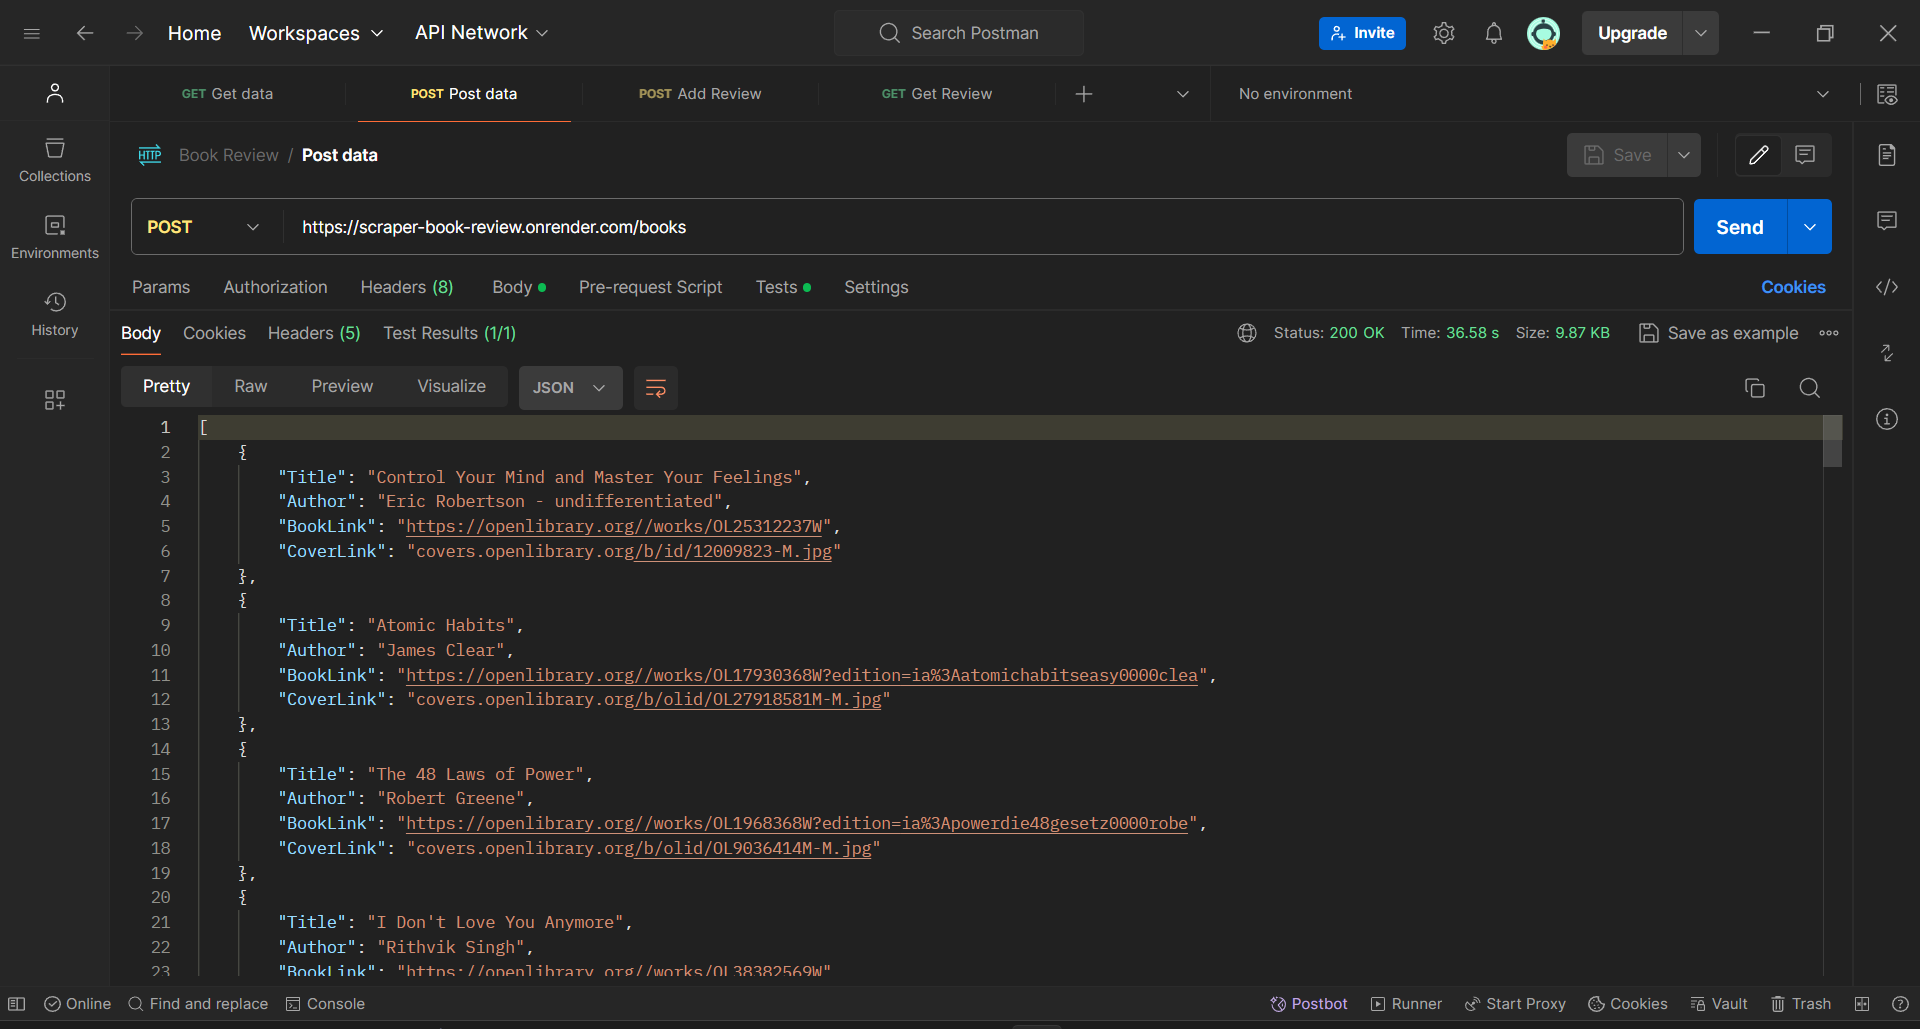 Home Workspaces API Network Search Postman Invite Upgrade
GET Get data POST Post data POST Add Review GET Get Review No environment
Collections
Environments
History
HTTP Book Review / Post data Save
POST https://scraper-book-review.onrender.com/books Send
Params Authorization Headers (8) Body Pre-request Script Tests Settings Cookies
Body Cookies Headers (5) Test Results (1/1) Status: 200 OK Time: 36.58 s Size: 9.87 KB Save as example
Pretty Raw Preview Visualize JSON
1 [
2 {
3 "Title": "Control Your Mind and Master Your Feelings",
4 "Author": "Eric Robertson - undifferentiated",
5 "BookLink": "https://openlibrary.org//works/OL25312237W",
6 "CoverLink": "covers.openlibrary.org/b/id/12009823-M.jpg"
7 },
8 {
9 "Title": "Atomic Habits",
10 "Author": "James Clear",
11 "BookLink": "https://openlibrary.org//works/OL17930368W?edition=ia%3Aatomichabitseasy0000clea",
12 "CoverLink": "covers.openlibrary.org/b/olid/OL27918581M-M.jpg"
13 },
14 {
15 "Title": "The 48 Laws of Power",
16 "Author": "Robert Greene",
17 "BookLink": "https://openlibrary.org//works/OL1968368W?edition=ia%3Apowerdie48gesetz0000robe",
18 "CoverLink": "covers.openlibrary.org/b/olid/OL9036414M-M.jpg"
19 },
20 {
21 "Title": "I Don't Love You Anymore",
22 "Author": "Rithvik Singh",
23 "BookLink": "https://openlibrary.org//works/OL38382569W"
Online Find and replace Console Postbot Runner Start Proxy Cookies Vault Trash